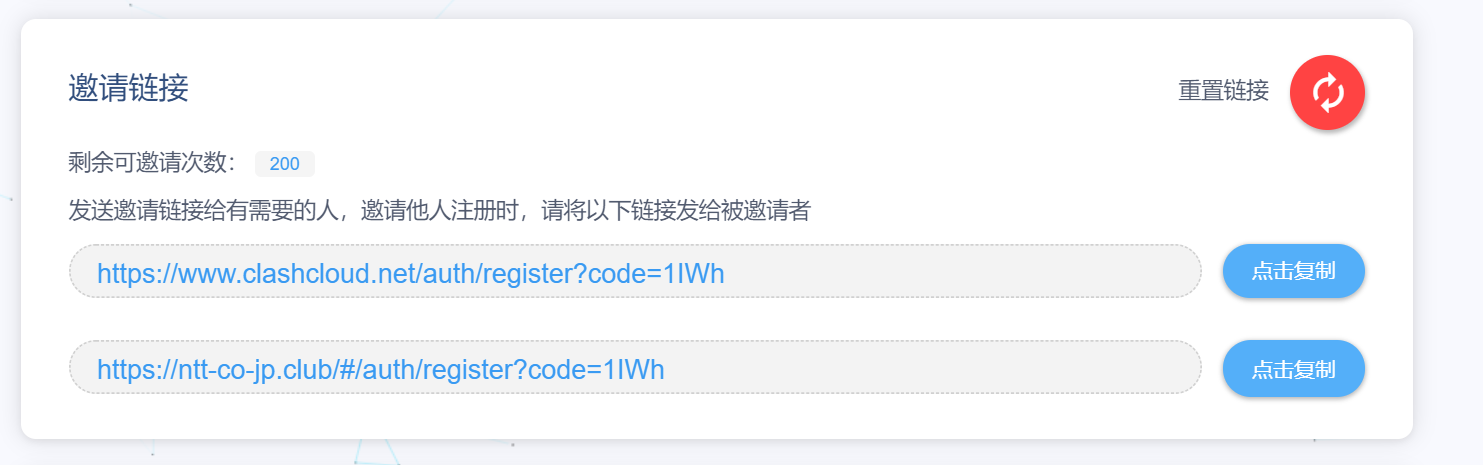 邀请链接
重置链接
剩余可邀请次数： 200
发送邀请链接给有需要的人，邀请他人注册时，请将以下链接发给被邀请者
https://www.clashcloud.net/auth/register?code=1IWh
点击复制
https://ntt-co-jp.club/#/auth/register?code=1IWh
点击复制